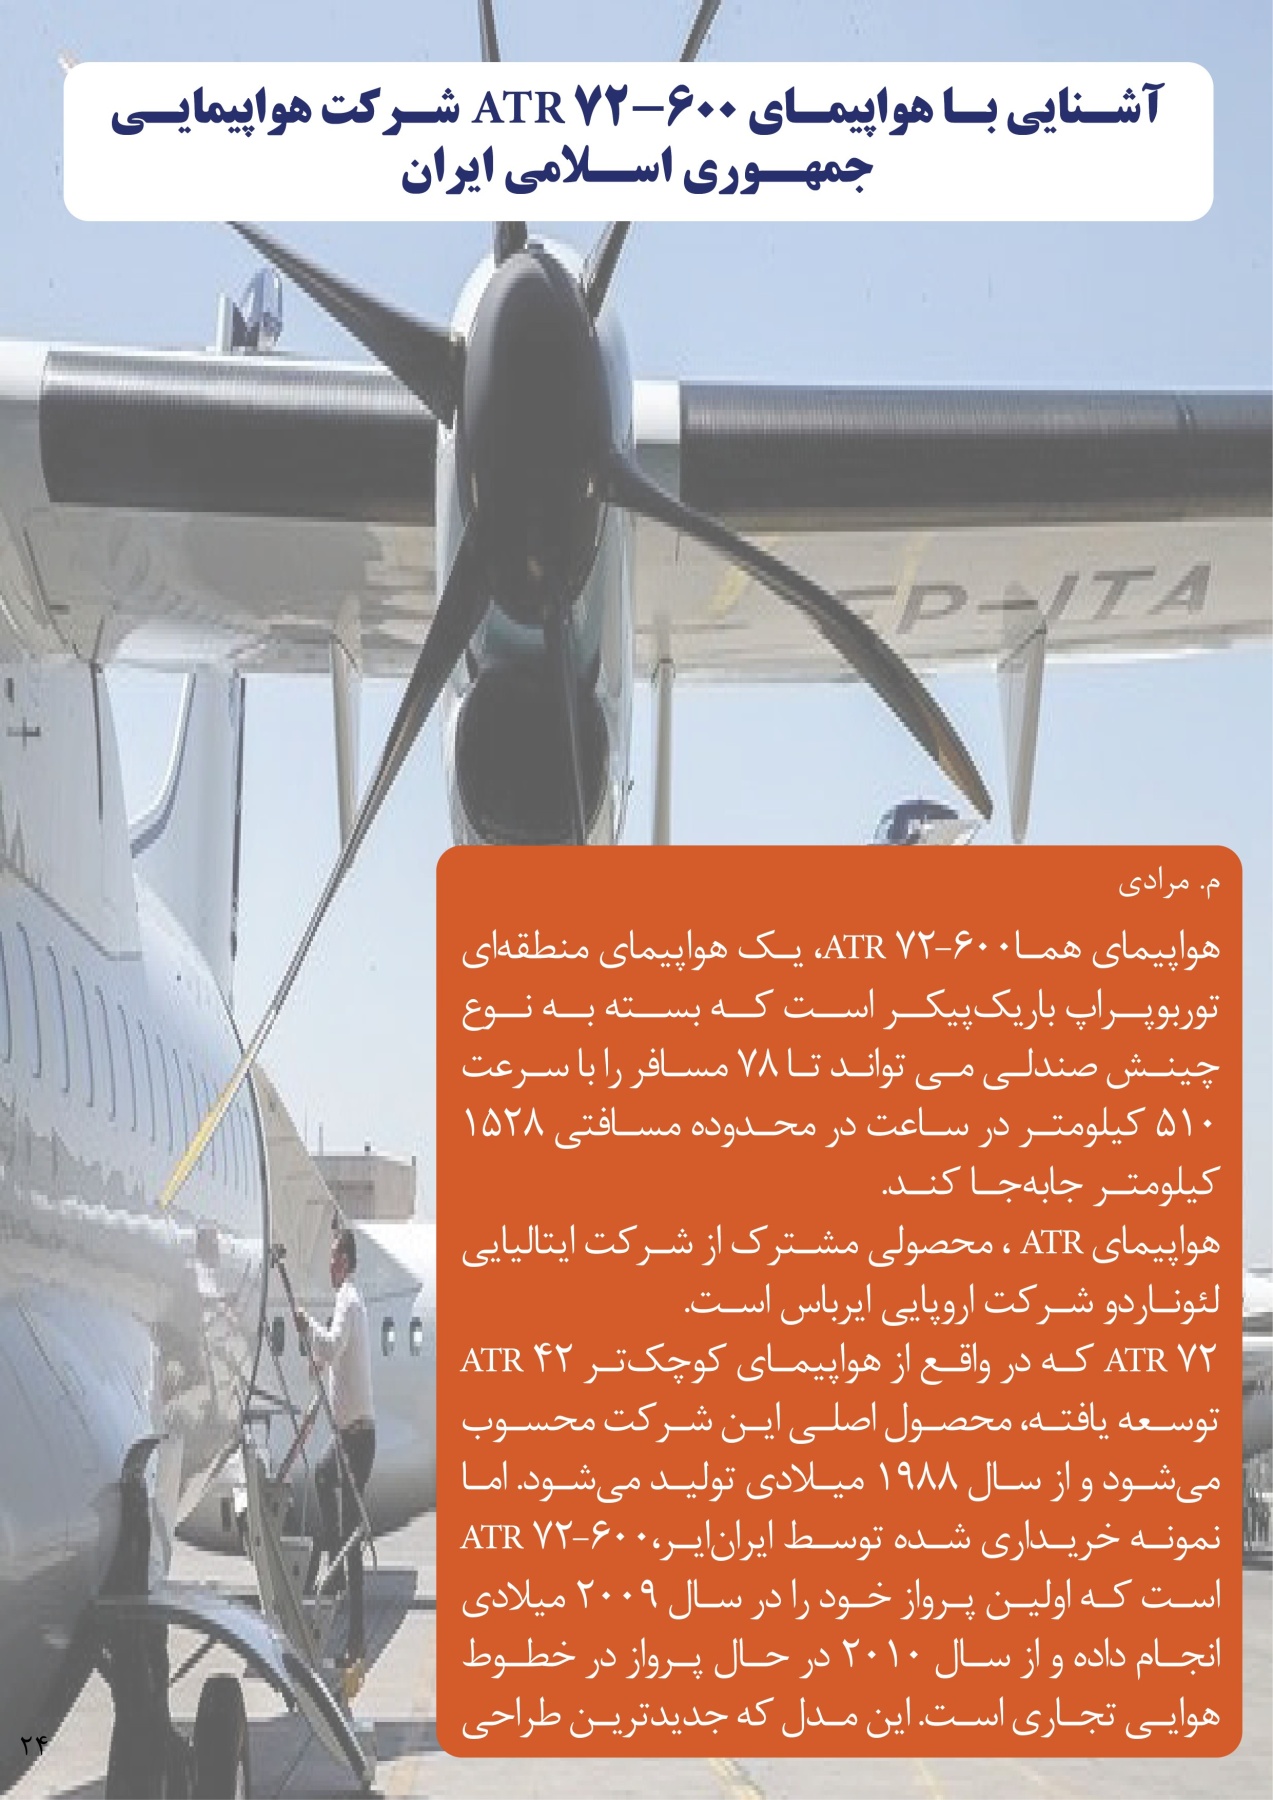 آشنایی با هواپیمای ATR ۷۲-۶۰۰ شرکت هواپیمایی
جمهوری اسلامی ایران
EP-ITA
م. مرادی
هواپیمای هما ATR ۷۲-۶۰۰، یک هواپیمای منطقه‌ای
توربوپراپ باریک‌پیکر است که بسته به نوع
چینش صندلی می تواند تا ۷۸ مسافر را با سرعت
۵۱۰ کیلومتر در ساعت در محدوده مسافتی ۱۵۲۸
کیلومتر جابه‌جا کند.
هواپیمای ATR ، محصولی مشترک از شرکت ایتالیایی
لئوناردو شرکت اروپایی ایرباس است.
ATR ۷۲ که در واقع از هواپیمای کوچک‌تر ATR ۴۲
توسعه یافته، محصول اصلی این شرکت محسوب
می‌شود و از سال ۱۹۸۸ میلادی تولید می‌شود. اما
نمونه خریداری شده توسط ایران‌ایر، ATR ۷۲-۶۰۰
است که اولین پرواز خود را در سال ۲۰۰۹ میلادی
انجام داده و از سال ۲۰۱۰ در حال پرواز در خطوط
هوایی تجاری است. این مدل که جدیدترین طراحی
۲۴